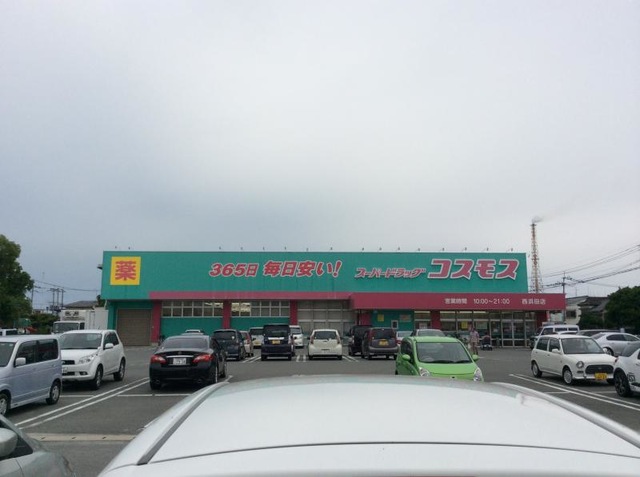 薬
365日 毎日安い!
スーパードラッグ コスモス
営業時間 10:00～21:00 西浜田店